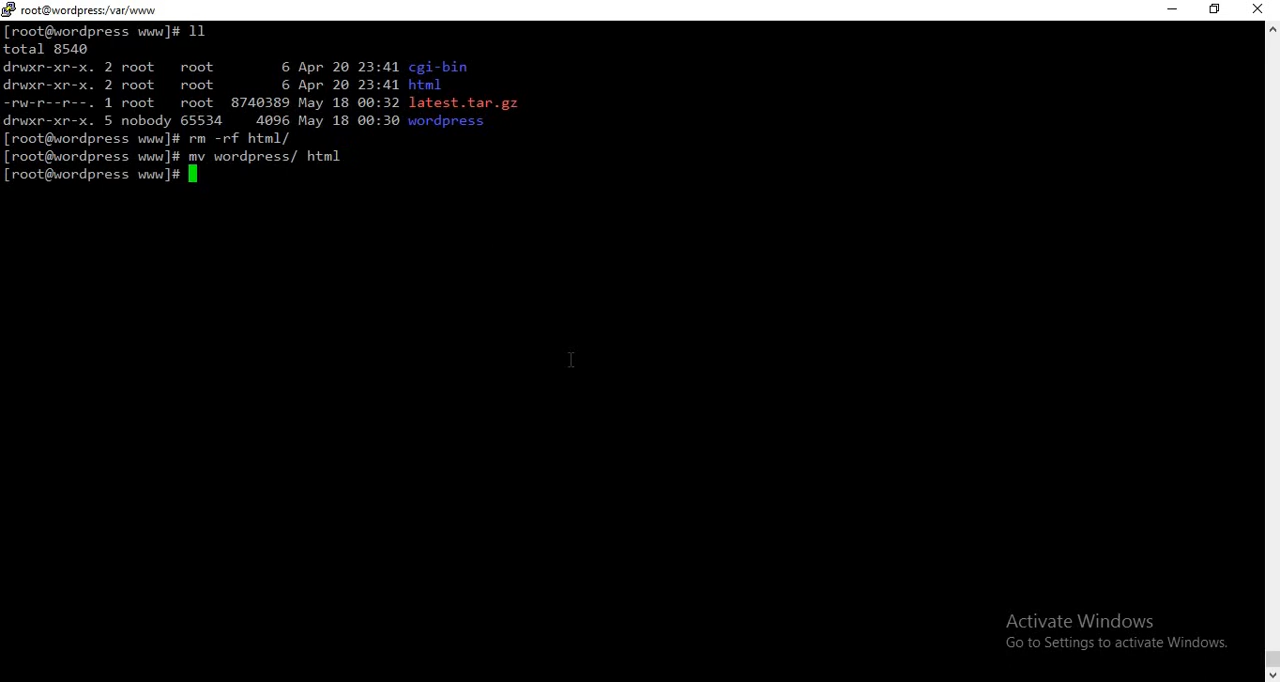 root@wordpress:/var/www
[root@wordpress www]# ll
total 8540
drwxr-xr-x. 2 root   root        6 Apr 20 23:41 cgi-bin
drwxr-xr-x. 2 root   root        6 Apr 20 23:41 html
-rw-r--r--. 1 root   root  8740389 May 18 00:32 latest.tar.gz
drwxr-xr-x. 5 nobody 65534    4096 May 18 00:30 wordpress
[root@wordpress www]# rm -rf html/
[root@wordpress www]# mv wordpress/ html
[root@wordpress www]#
Activate Windows
Go to Settings to activate Windows.